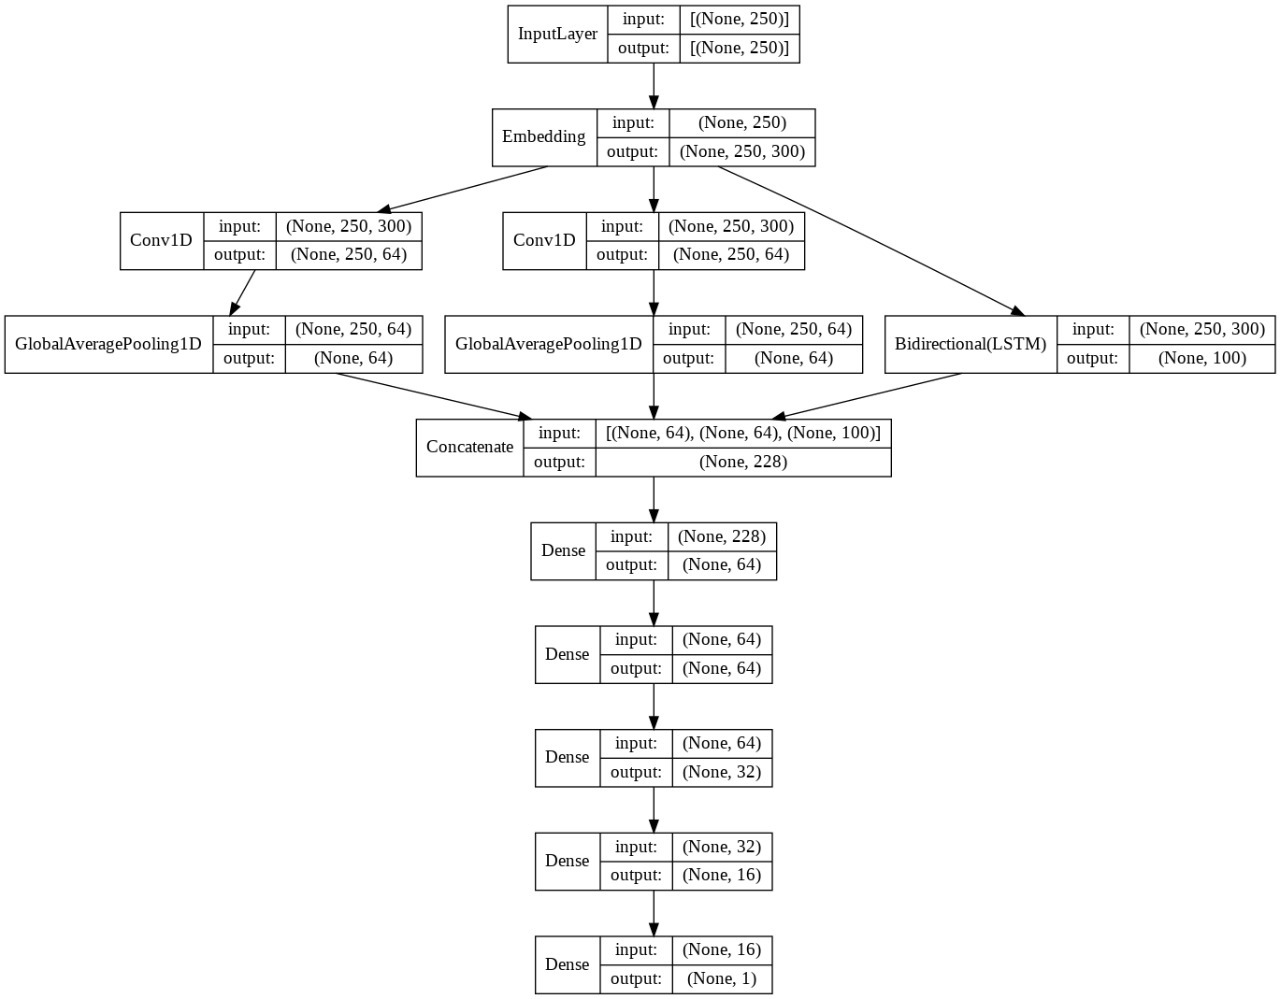 InputLayer input: [(None, 250)]
output: [(None, 250)]
Embedding input: (None, 250)
output: (None, 250, 300)
Conv1D input: (None, 250, 300)
output: (None, 250, 64)
Conv1D input: (None, 250, 300)
output: (None, 250, 64)
GlobalAveragePooling1D input: (None, 250, 64)
output: (None, 64)
GlobalAveragePooling1D input: (None, 250, 64)
output: (None, 64)
Bidirectional(LSTM) input: (None, 250, 300)
output: (None, 100)
Concatenate input: [(None, 64), (None, 64), (None, 100)]
output: (None, 228)
Dense input: (None, 228)
output: (None, 64)
Dense input: (None, 64)
output: (None, 64)
Dense input: (None, 64)
output: (None, 32)
Dense input: (None, 32)
output: (None, 16)
Dense input: (None, 16)
output: (None, 1)